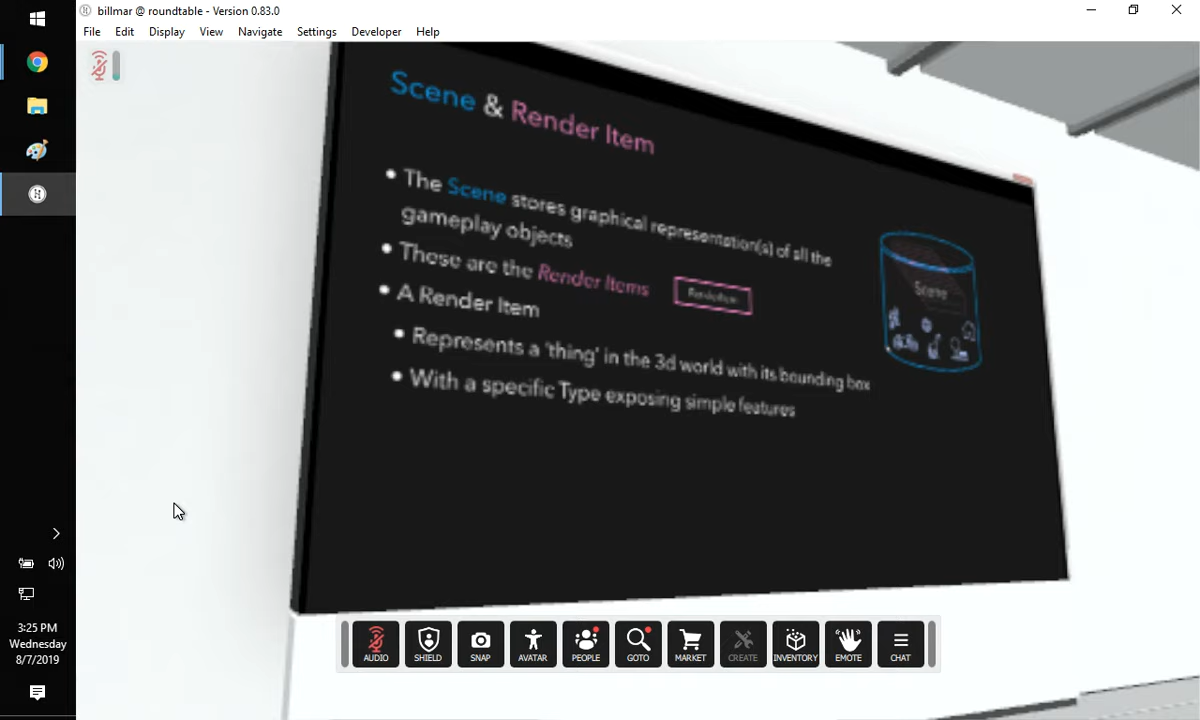 billmar @ roundtable - Version 0.83.0
File Edit Display View Navigate Settings Developer Help
Scene & Render Item
• The Scene stores graphical representation(s) of all the
gameplay objects
• These are the Render Items
• A Render Item
• Represents a 'thing' in the 3d world with its bounding box
• With a specific Type exposing simple features
Scene
AUDIO SHIELD SNAP AVATAR PEOPLE GOTO MARKET CREATE INVENTORY EMOTE CHAT
3:25 PM
Wednesday
8/7/2019